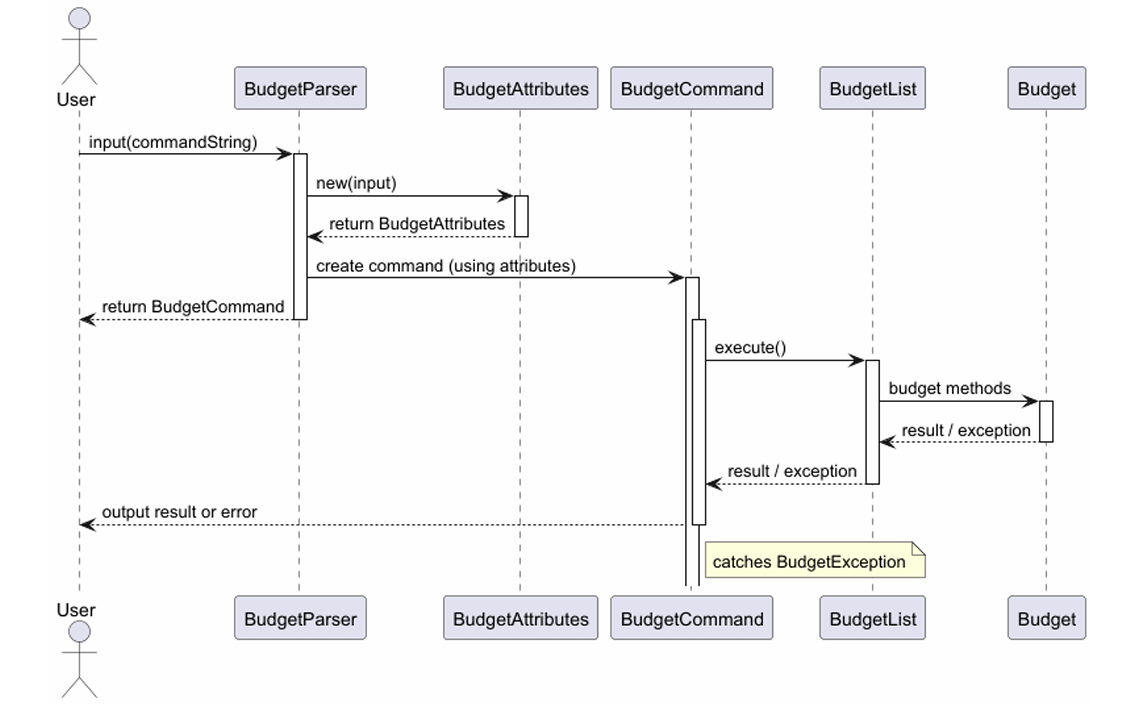 User
BudgetParser
BudgetAttributes
BudgetCommand
BudgetList
Budget
input(commandString)
new(input)
return BudgetAttributes
create command (using attributes)
return BudgetCommand
execute()
budget methods
result / exception
result / exception
output result or error
catches BudgetException
User
BudgetParser
BudgetAttributes
BudgetCommand
BudgetList
Budget